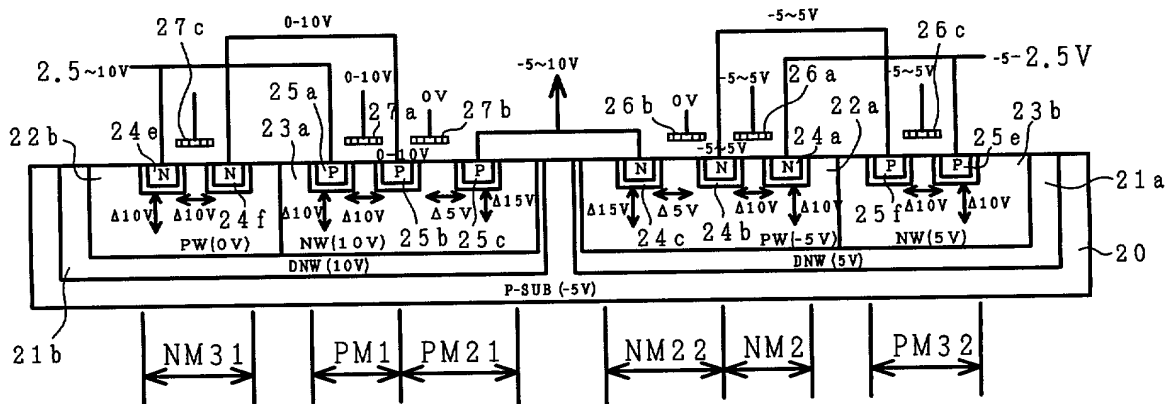 27c
0-10V
-5~5V
26c
2.5~10V
0-10V
0V
-5~10V
0V
-5~5V
26a
-5~5V
-5-2.5V
25a
27a
27b
26b
22a
22b
24e
23a
0-10V
-5~5V
24a
23b
N
N
P
P
P
N
N
N
P
P
25e
21a
Δ10V
Δ10V
24f
Δ10V
Δ10V
Δ5V
Δ15V
Δ15V
Δ5V
Δ10V
Δ10V
25f
Δ10V
Δ10V
PW(0V)
NW(10V)
25b
25c
24c
24b
PW(-5V)
NW(5V)
20
DNW(10V)
DNW(5V)
P-SUB(-5V)
21b
NM31
PM1
PM21
NM22
NM2
PM32